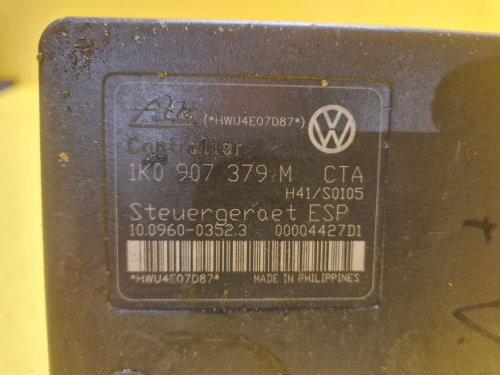 Ate (*HWU4E07D87*)
Controller
1K0 907 379 M CTA
H41/S0105
Steuergeraet ESP
10.0960-0352.3 00004427D1
*HWU4E07D87* MADE IN PHILIPPINES